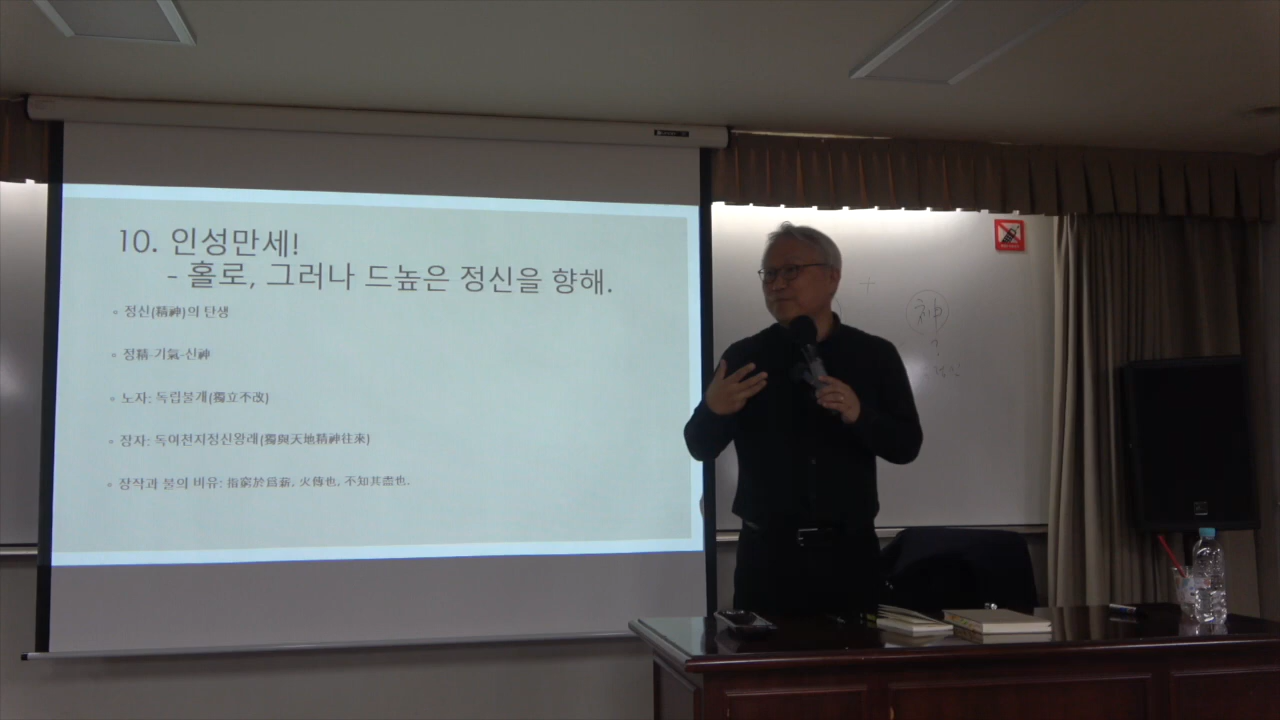 10. 인성만세!
- 홀로, 그러나 드높은 정신을 향해.
◦ 정신(精神)의 탄생
◦ 정精-기氣-신神
◦ 노자: 독립불개(獨立不改)
◦ 장자: 독여천지정신왕래(獨與天地精神往来)
◦ 장작과 불의 비유: 指窮於爲薪, 火傳也, 不知其盡也.
神
?
정신